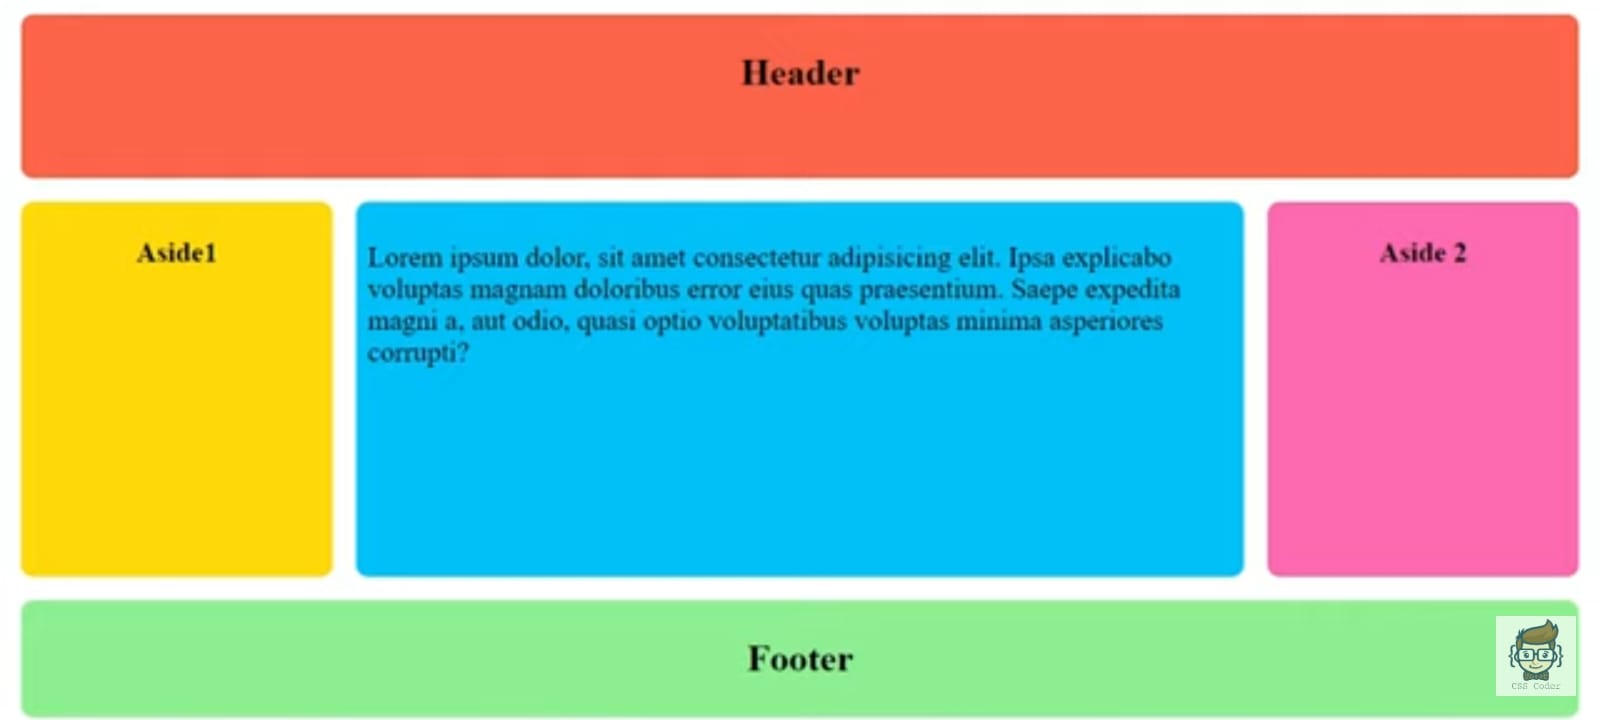 Header
Aside1
Lorem ipsum dolor, sit amet consectetur adipisicing elit. Ipsa explicabo
voluptas magnam doloribus error eius quas praesentium. Saepe expedita
magni a, aut odio, quasi optio voluptatibus voluptas minima asperiores
corrupti?
Aside 2
Footer
CSS Coder